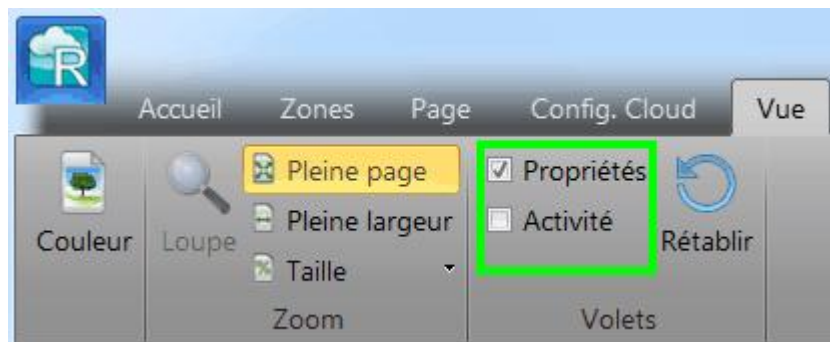 R
Accueil Zones Page Config. Cloud Vue
Couleur
Loupe
Pleine page
Pleine largeur
Taille
Zoom
Propriétés
Activité
Rétablir
Volets